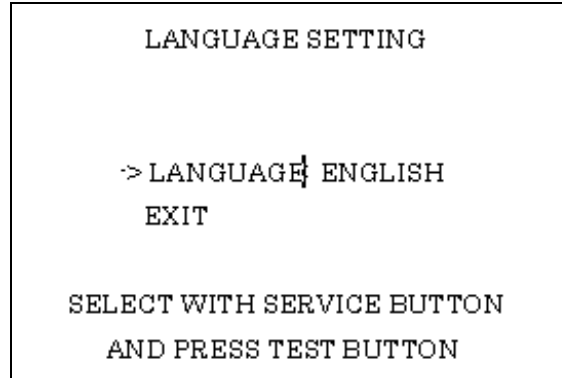 LANGUAGE SETTING
-> LANGUAGE: ENGLISH
EXIT
SELECT WITH SERVICE BUTTON
AND PRESS TEST BUTTON